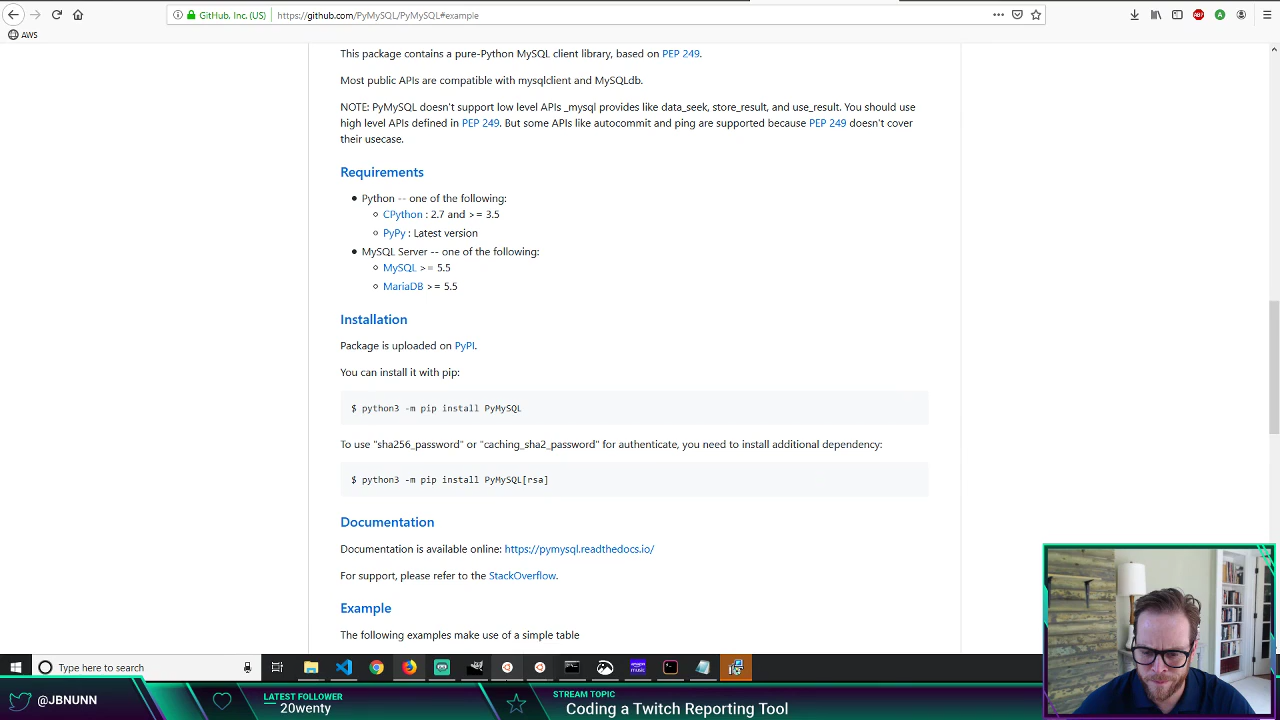 GitHub, Inc. (US)
https://github.com/PyMySQL/PyMySQL#example
AWS
This package contains a pure-Python MySQL client library, based on PEP 249.
Most public APIs are compatible with mysqlclient and MySQLdb.
NOTE: PyMySQL doesn't support low level APIs _mysql provides like data_seek, store_result, and use_result. You should use
high level APIs defined in PEP 249. But some APIs like autocommit and ping are supported because PEP 249 doesn't cover
their usecase.
Requirements
Python -- one of the following:
CPython : 2.7 and >= 3.5
PyPy : Latest version
MySQL Server -- one of the following:
MySQL >= 5.5
MariaDB >= 5.5
Installation
Package is uploaded on PyPI.
You can install it with pip:
$ python3 -m pip install PyMySQL
To use "sha256_password" or "caching_sha2_password" for authenticate, you need to install additional dependency:
$ python3 -m pip install PyMySQL[rsa]
Documentation
Documentation is available online: https://pymysql.readthedocs.io/
For support, please refer to the StackOverflow.
Example
The following examples make use of a simple table
Type here to search
amazon
music
@JBNUNN
LATEST FOLLOWER
20wenty
STREAM TOPIC
Coding a Twitch Reporting Tool